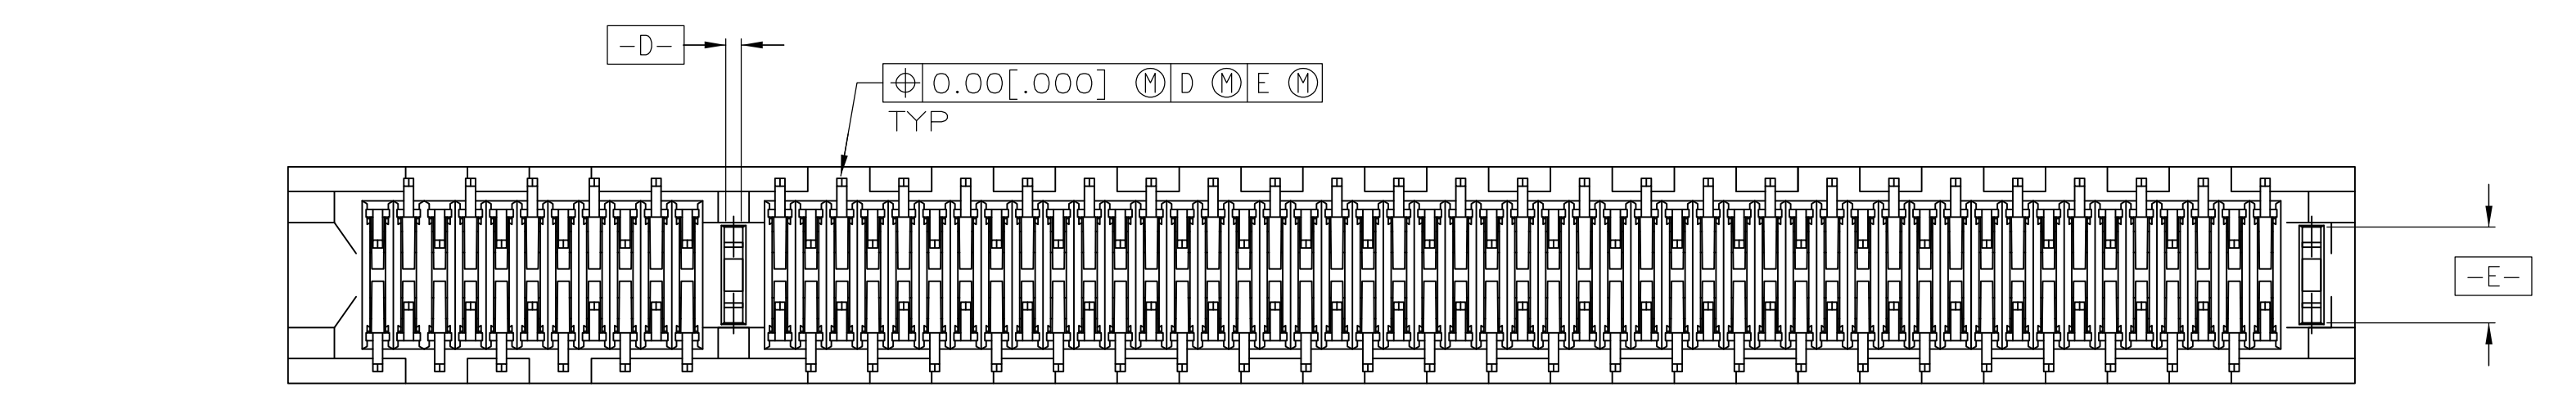 -D-
⌖ 0.00[.000] Ⓜ D Ⓜ E Ⓜ
TYP
-E-